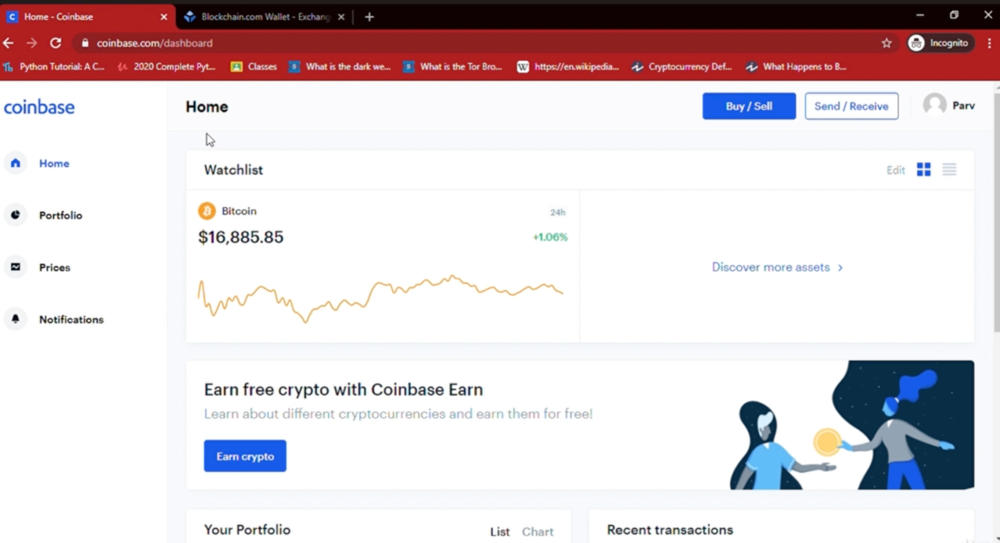 Home - Coinbase
Blockchain.com Wallet - Exchang
coinbase.com/dashboard
Incognito
Python Tutorial: A C...
2020 Complete Pyt...
Classes
What is the dark we...
What is the Tor Bro...
https://en.wikipedia...
Cryptocurrency Def...
What Happens to B...
coinbase
Home
Buy / Sell
Send / Receive
Parv
Home
Portfolio
Prices
Notifications
Watchlist
Edit
Bitcoin
24h
$16,885.85
+1.06%
Discover more assets
Earn free crypto with Coinbase Earn
Learn about different cryptocurrencies and earn them for free!
Earn crypto
Your Portfolio
List
Chart
Recent transactions